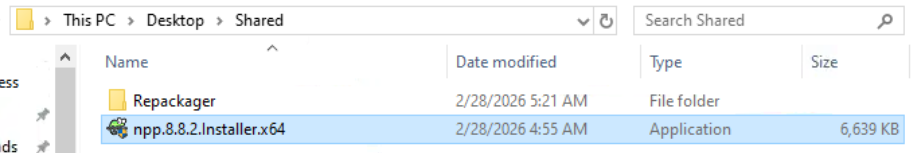 This PC > Desktop > Shared
Search Shared
Name Date modified Type Size
ess
Repackager 2/28/2026 5:21 AM File folder
npp.8.8.2.Installer.x64 2/28/2026 4:55 AM Application 6,639 KB
ds